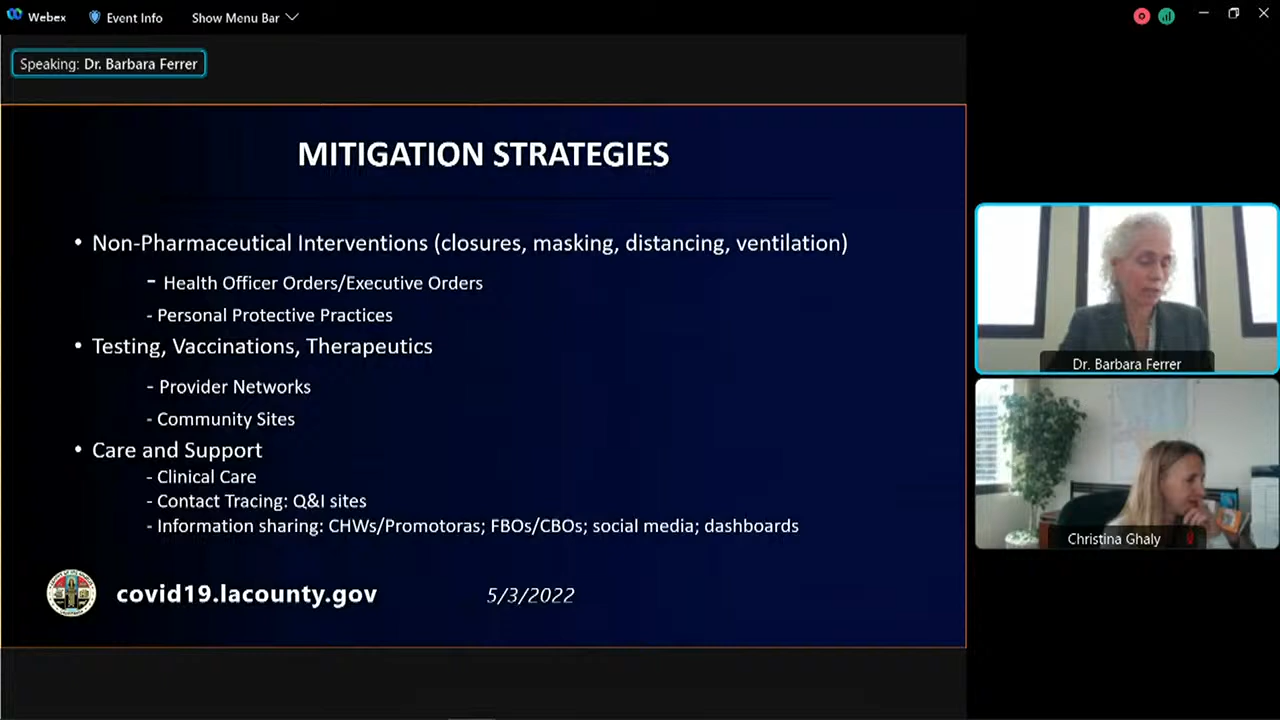 Webex Event Info Show Menu Bar
Speaking: Dr. Barbara Ferrer
MITIGATION STRATEGIES
• Non-Pharmaceutical Interventions (closures, masking, distancing, ventilation)
- Health Officer Orders/Executive Orders
- Personal Protective Practices
• Testing, Vaccinations, Therapeutics
- Provider Networks
- Community Sites
• Care and Support
- Clinical Care
- Contact Tracing: Q&I sites
- Information sharing: CHWs/Promotoras; FBOs/CBOs; social media; dashboards
covid19.lacounty.gov 5/3/2022
Dr. Barbara Ferrer
Christina Ghaly